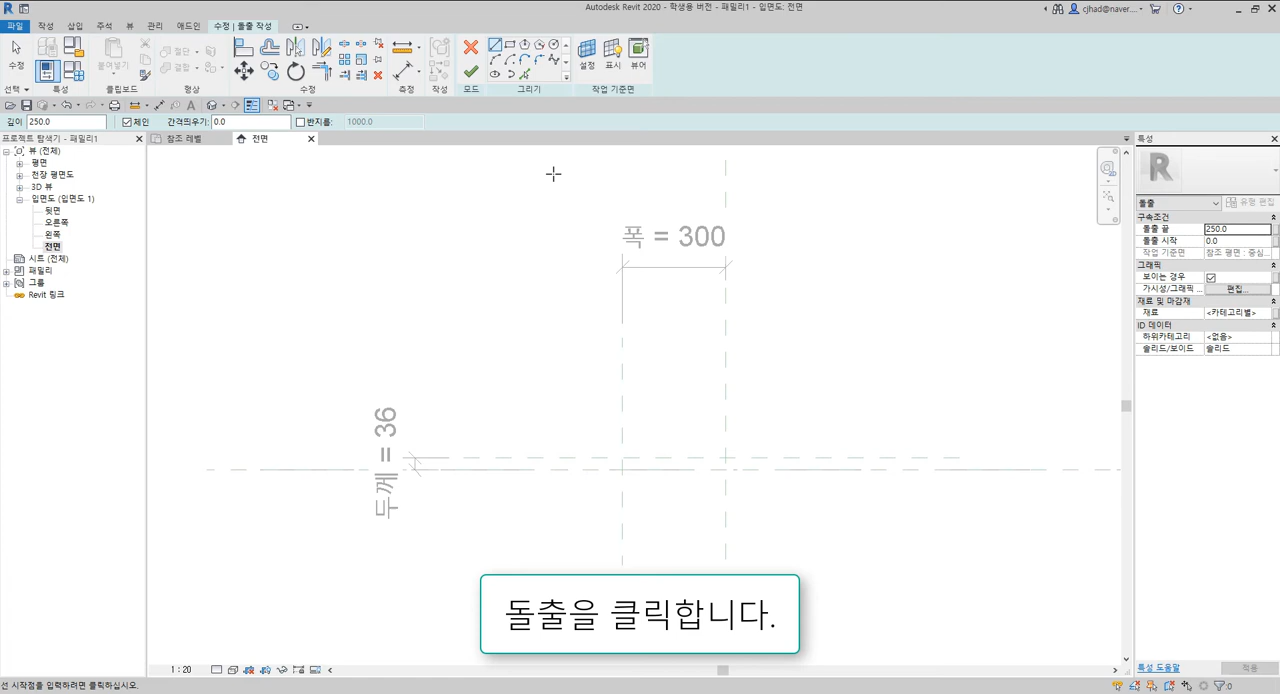 Autodesk Revit 2020 - 학생용 버전 - 패밀리1 - 입면도: 전면
cjhad@naver....
파일 작성 삽입 주석 뷰 관리 애드인 수정 | 돌출 작성
수정
붙여넣기
절단
결합
설정 표시 뷰어
선택 특성 클립보드 형상 수정 측정 작성 모드 그리기 작업 기준면
깊이 250.0 체인 간격띄우기: 0.0 반지름: 1000.0
프로젝트 탐색기 - 패밀리1
뷰 (전체)
평면
천장 평면도
3D 뷰
입면도 (입면도 1)
뒷면
오른쪽
왼쪽
전면
시트 (전체)
패밀리
그룹
Revit 링크
참조 레벨 전면
폭 = 300
두께 = 36
돌출을 클릭합니다.
1 : 20
특성
R
돌출 유형 편집
구속조건
돌출 끝 250.0
돌출 시작 0.0
작업 기준면 참조 평면 : 중심...
그래픽
보이는 경우
가시성/그래픽 ... 편집...
재료 및 마감재
재료 <카테고리별>
ID 데이터
하위카테고리 <없음>
솔리드/보이드 솔리드
특성 도움말 적용
선 시작점을 입력하려면 클릭하십시오.
:0